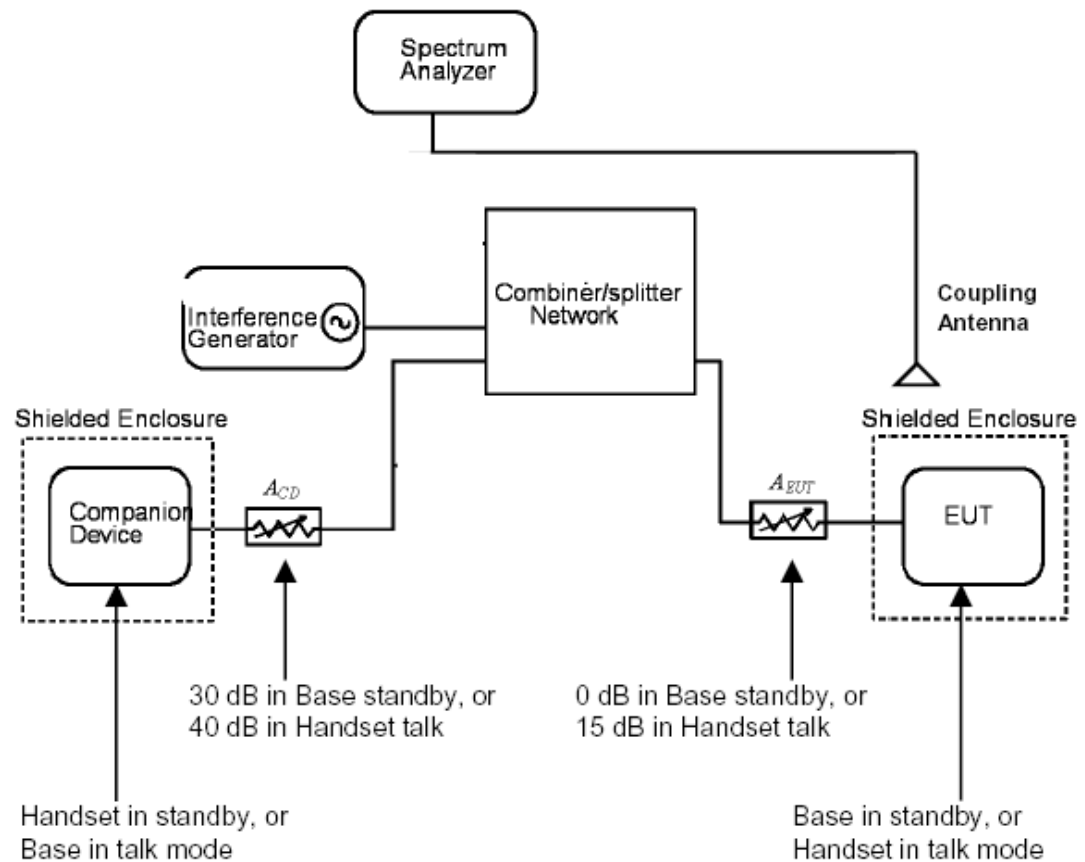 Spectrum
Analyzer
Interference
Generator
Combiner/splitter
Network
Coupling
Antenna
Shielded Enclosure
Shielded Enclosure
Companion
Device
A_CD
A_EUT
EUT
30 dB in Base standby, or
40 dB in Handset talk
0 dB in Base standby, or
15 dB in Handset talk
Handset in standby, or
Base in talk mode
Base in standby, or
Handset in talk mode